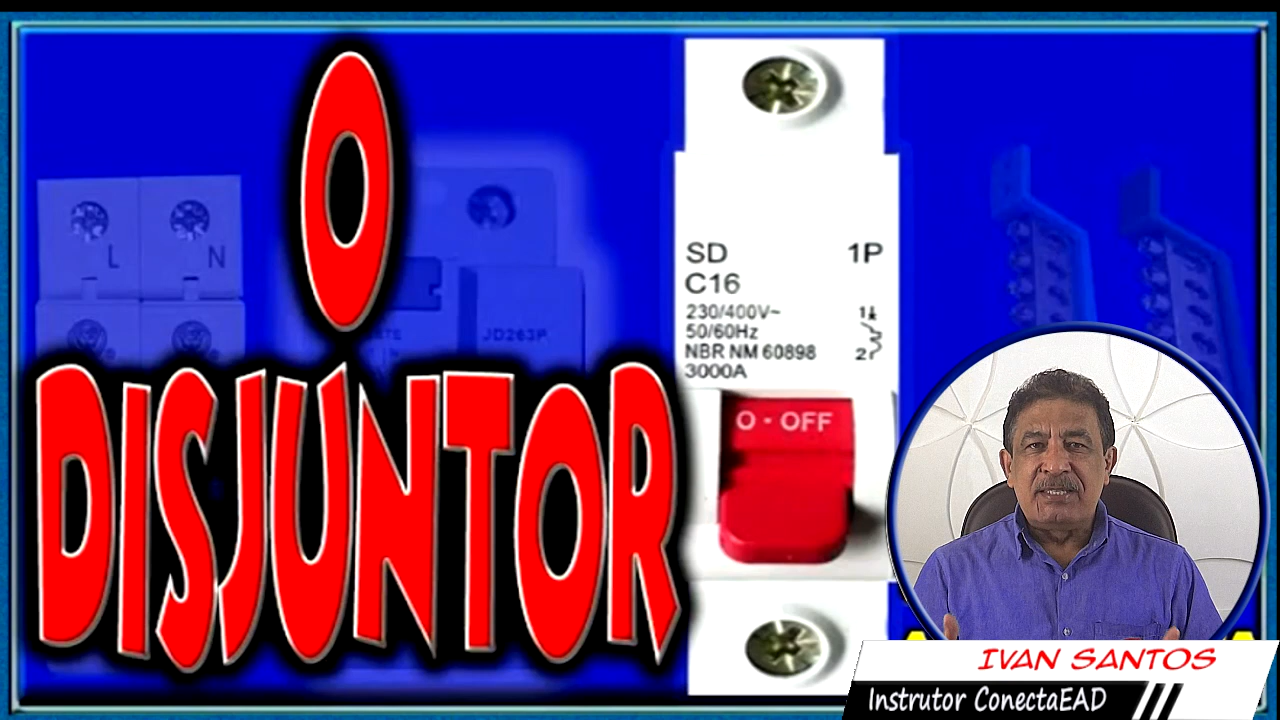 O
DISJUNTOR
L
N
JD263P
SD 1P
C16
230/400V~
50/60Hz
NBR NM 60898
3000A
1
2
O - OFF
IVAN SANTOS
Instrutor ConectaEAD